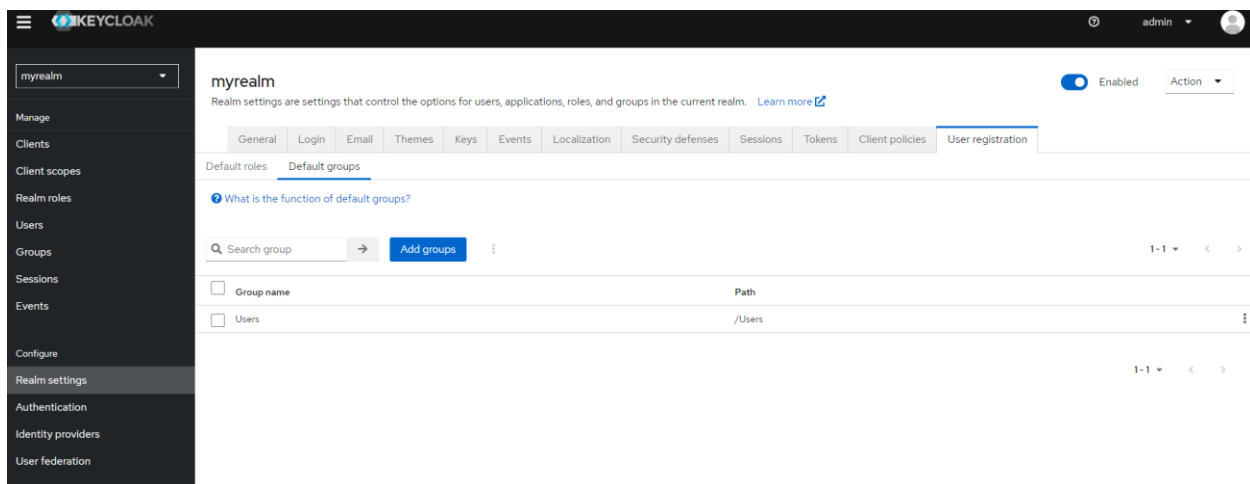 KEYCLOAK
admin
myrealm
Manage
Clients
Client scopes
Realm roles
Users
Groups
Sessions
Events
Configure
Realm settings
Authentication
Identity providers
User federation
myrealm
Enabled
Action
Realm settings are settings that control the options for users, applications, roles, and groups in the current realm. Learn more
General Login Email Themes Keys Events Localization Security defenses Sessions Tokens Client policies User registration
Default roles Default groups
What is the function of default groups?
Search group Add groups 1-1
Group name Path
Users /Users
1-1